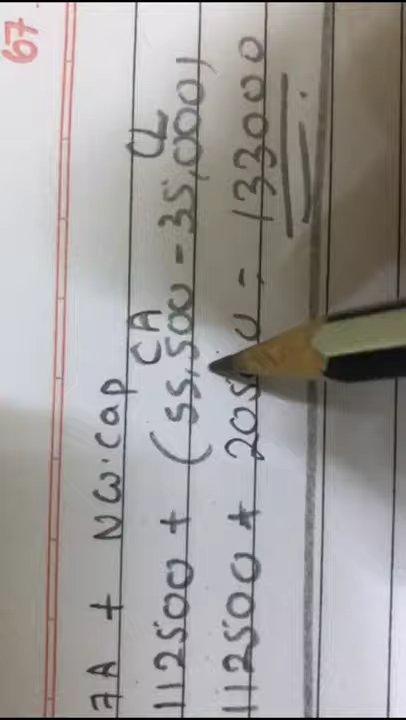 67
FA + NW.cap
CA CL
112500 + (55,500 - 35,000)
112500 + 20500 = 133000